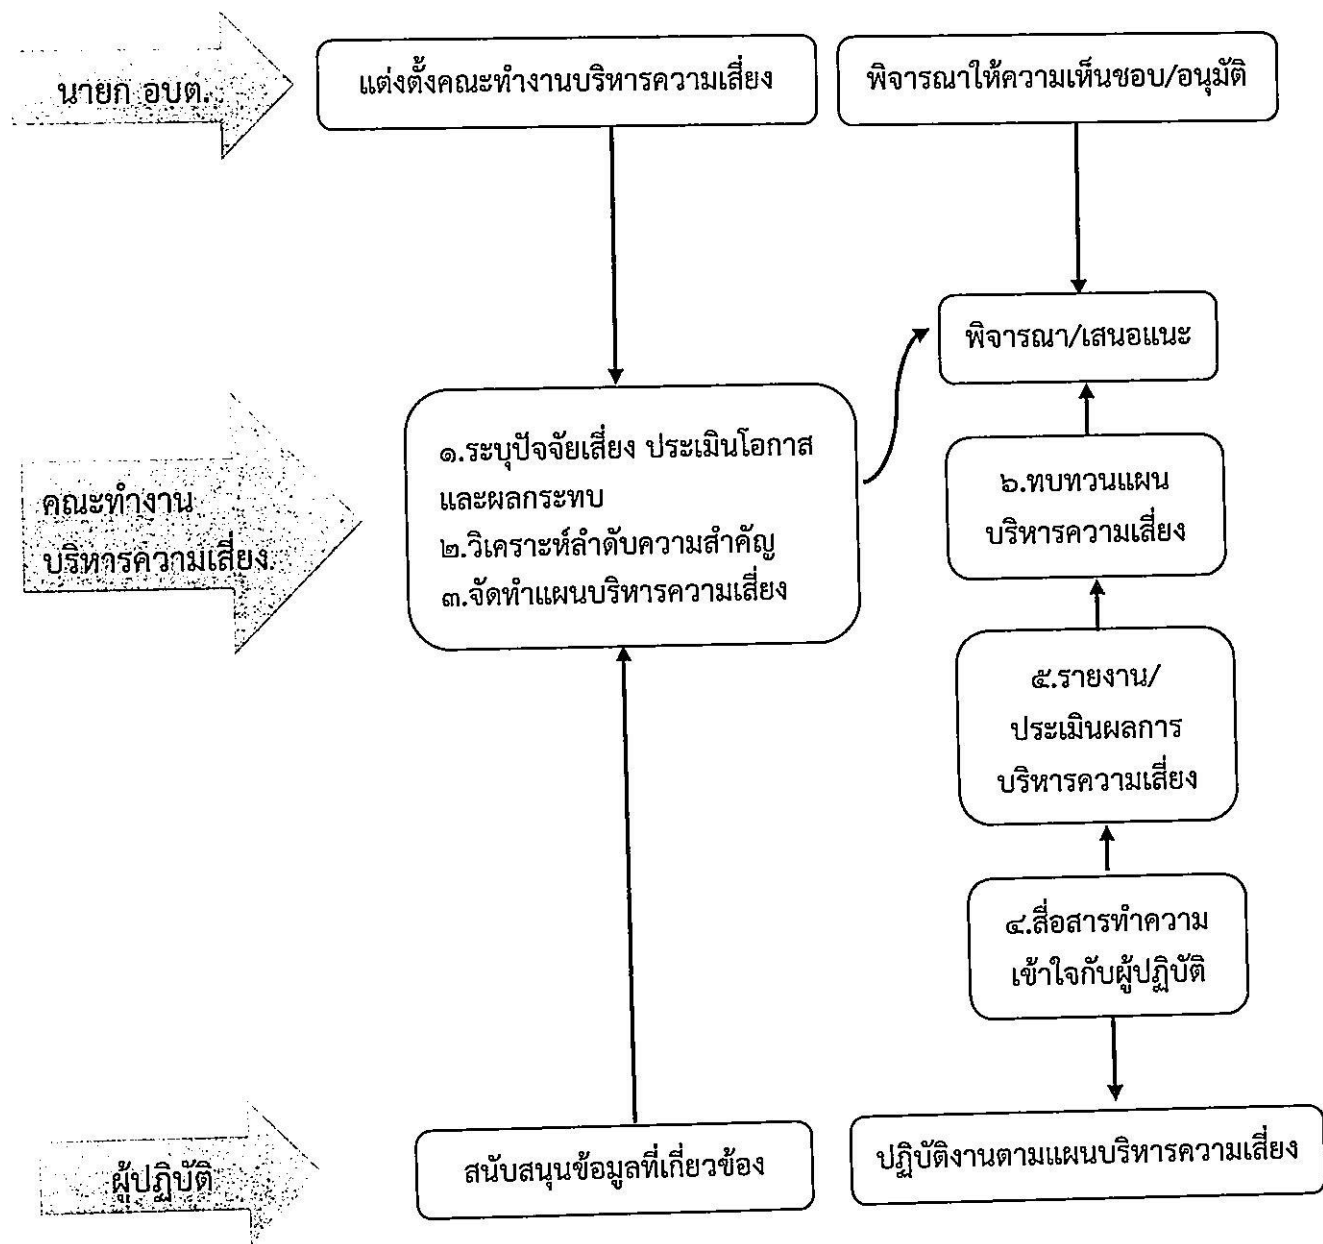 นายก อบต.
แต่งตั้งคณะทำงานบริหารความเสี่ยง
พิจารณาให้ความเห็นชอบ/อนุมัติ
พิจารณา/เสนอแนะ
คณะทำงาน
บริหารความเสี่ยง
๑.ระบุปัจจัยเสี่ยง ประเมินโอกาส
และผลกระทบ
๒.วิเคราะห์ลำดับความสำคัญ
๓.จัดทำแผนบริหารความเสี่ยง
๖.ทบทวนแผน
บริหารความเสี่ยง
๕.รายงาน/
ประเมินผลการ
บริหารความเสี่ยง
๔.สื่อสารทำความ
เข้าใจกับผู้ปฏิบัติ
ผู้ปฏิบัติ
สนับสนุนข้อมูลที่เกี่ยวข้อง
ปฏิบัติงานตามแผนบริหารความเสี่ยง